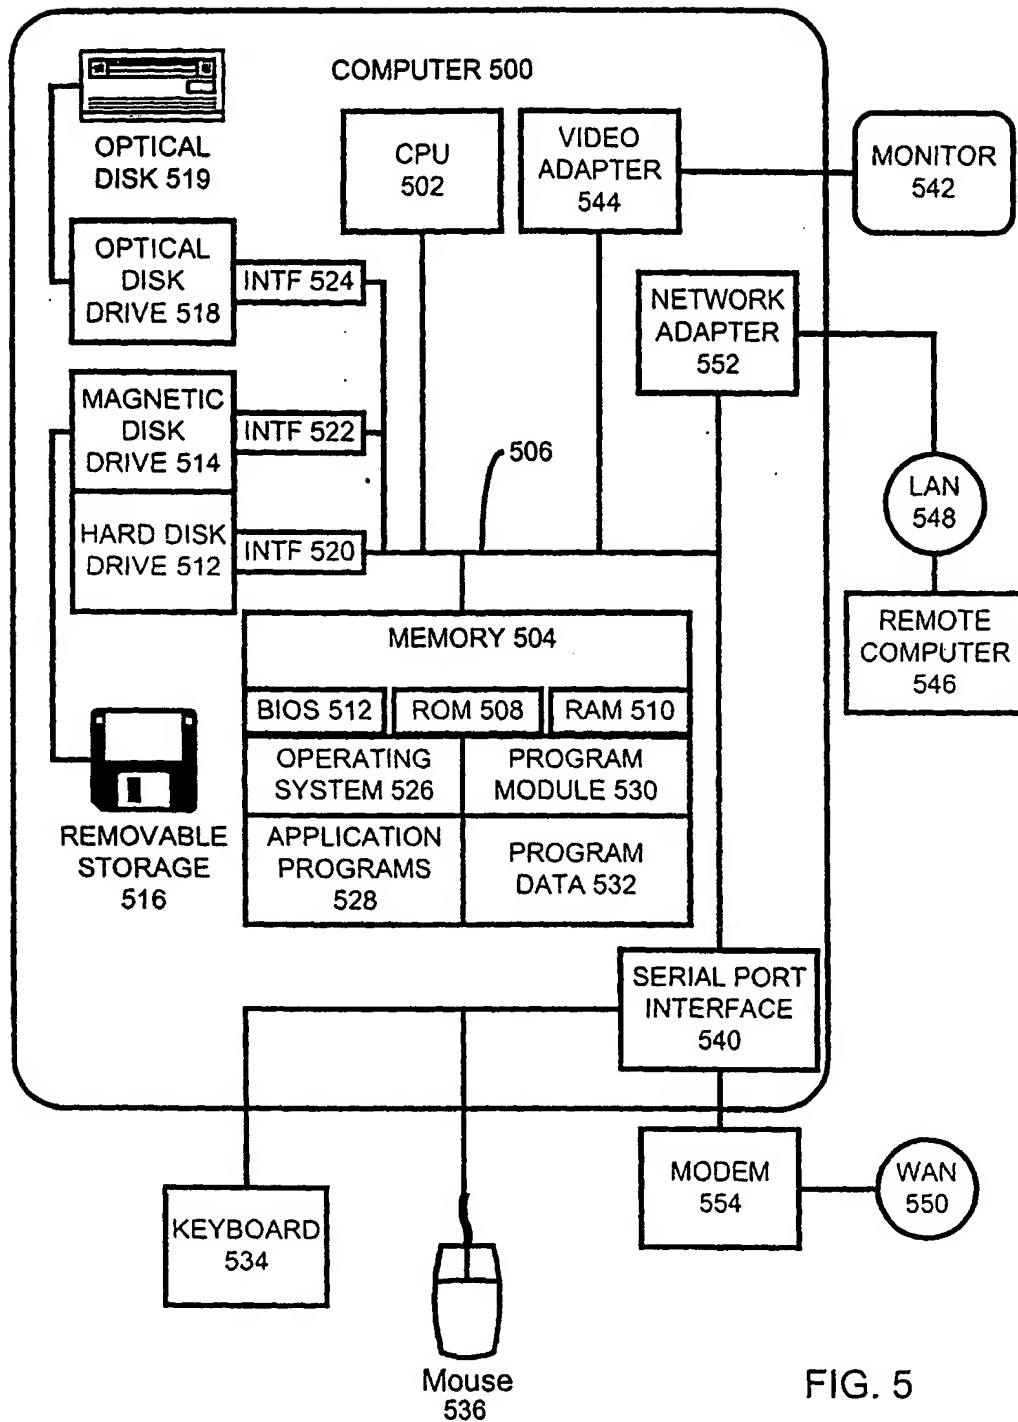 COMPUTER 500
OPTICAL
DISK 519
CPU
502
VIDEO
ADAPTER
544
MONITOR
542
OPTICAL
DISK
DRIVE 518
INTF 524
NETWORK
ADAPTER
552
MAGNETIC
DISK
DRIVE 514
INTF 522
506
LAN
548
HARD DISK
DRIVE 512
INTF 520
REMOTE
COMPUTER
546
MEMORY 504
BIOS 512
ROM 508
RAM 510
OPERATING
SYSTEM 526
PROGRAM
MODULE 530
APPLICATION
PROGRAMS
528
PROGRAM
DATA 532
REMOVABLE
STORAGE
516
SERIAL PORT
INTERFACE
540
MODEM
554
WAN
550
KEYBOARD
534
Mouse
536
FIG. 5